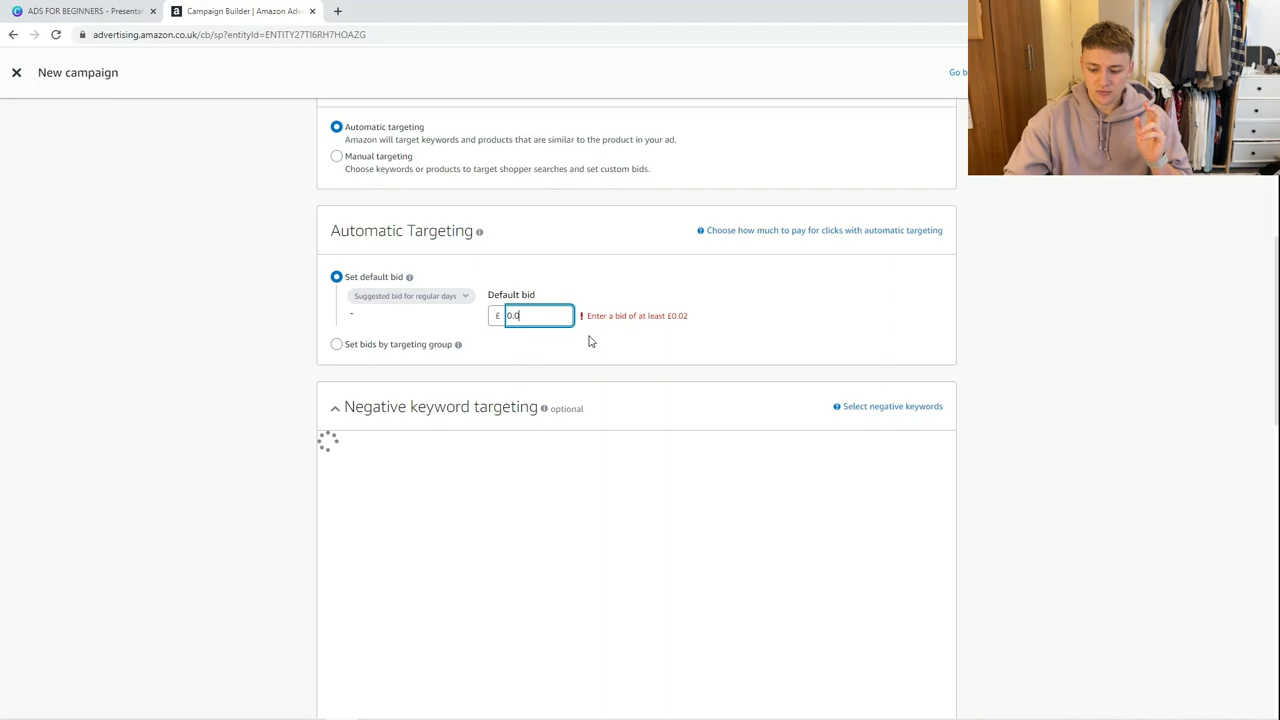 ADS FOR BEGINNERS - Presenta
Campaign Builder | Amazon Adve
advertising.amazon.co.uk/cb/sp?entityId=ENTITY27TI6RH7HOAZG
New campaign
Go b
Automatic targeting
Amazon will target keywords and products that are similar to the product in your ad.
Manual targeting
Choose keywords or products to target shopper searches and set custom bids.
Automatic Targeting
Choose how much to pay for clicks with automatic targeting
Set default bid
Suggested bid for regular days
Default bid
-
£ 0.0
! Enter a bid of at least £0.02
Set bids by targeting group
Negative keyword targeting optional
Select negative keywords